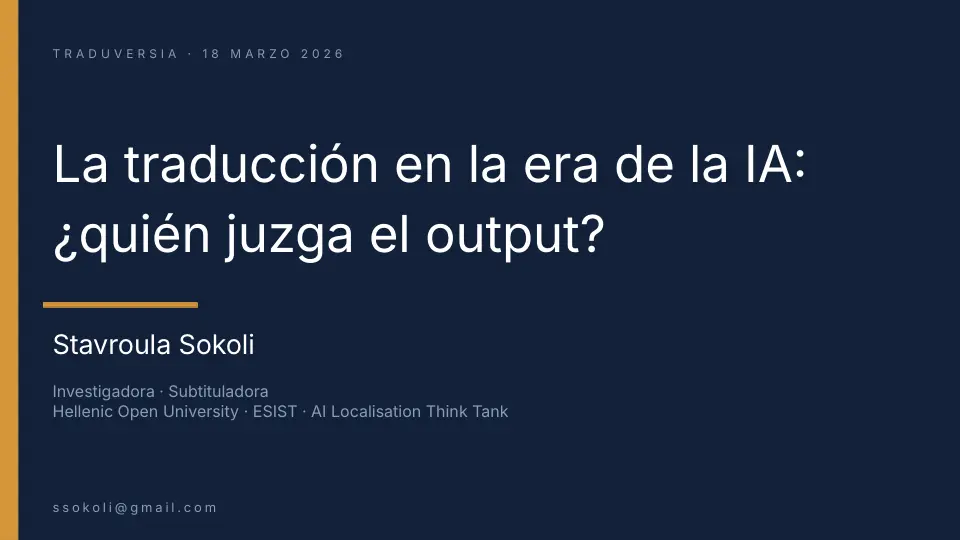 TRADUVERSIA · 18 MARZO 2026
La traducción en la era de la IA:
¿quién juzga el output?
Stavroula Sokoli
Investigadora · Subtituladora
Hellenic Open University · ESIST · AI Localisation Think Tank
ssokoli@gmail.com